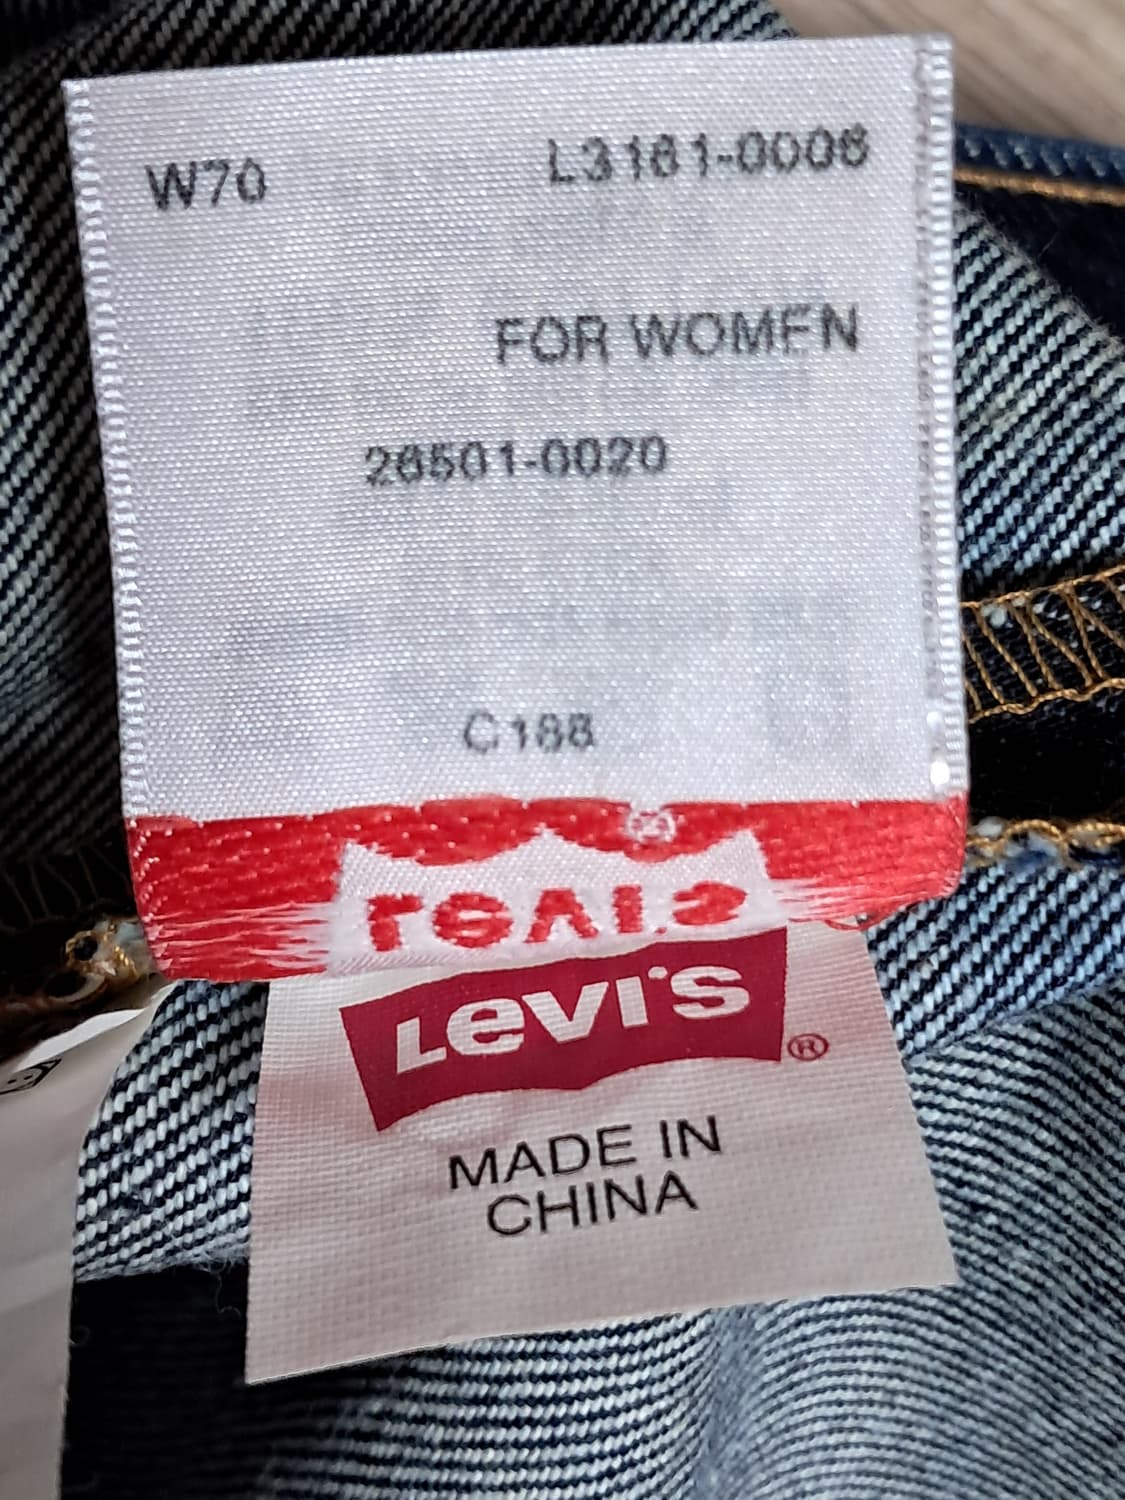 W70 L3161-0006
FOR WOMEN
26501-0020
C188
LEVI'S
LEVI'S ®
MADE IN
CHINA